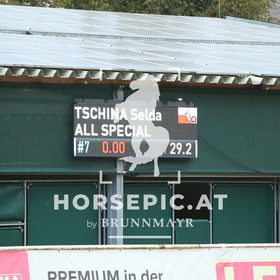 TSCHINA Selda
ALL SPECIAL
#7 0.00 29.2
HORSEPIC.AT
by BRUNNMAYR
PREMIUM in der